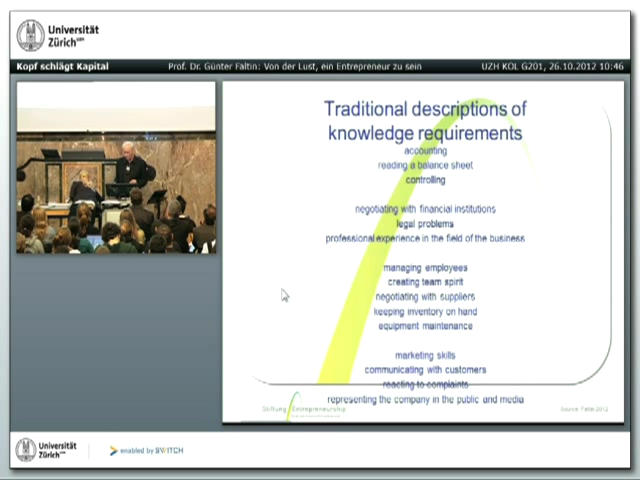 Universität
Zürich UZH
Kopf schlägt Kapital
Prof. Dr. Günter Faltin: Von der Lust, ein Entrepreneur zu sein
UZH KOL G201, 26.10.2012 10:46
Traditional descriptions of
knowledge requirements
accounting
reading a balance sheet
controlling
negotiating with financial institutions
legal problems
professional experience in the field of the business
managing employees
creating team spirit
negotiating with suppliers
keeping inventory on hand
equipment maintenance
marketing skills
communicating with customers
reacting to complaints
representing the company in the public and media
Stiftung Entrepreneurship
Source: Faltin 2012
Universität
Zürich UZH
enabled by SWITCH